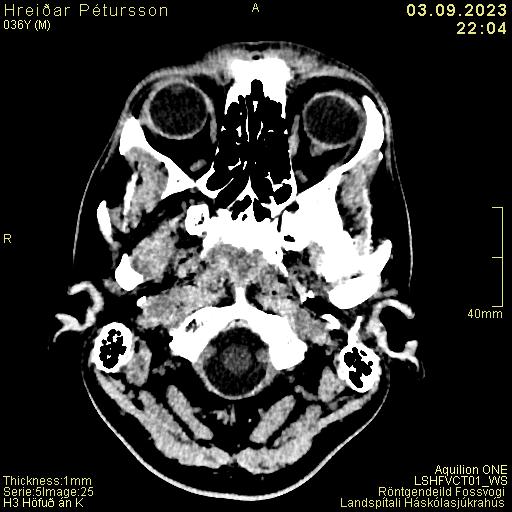 Hreiðar Pétursson
036Y (M)
A
03.09.2023
22:04
R
40mm
Thickness:1mm
Serie:5Image:25
H3 Höfuð án K
Aquilion ONE
LSHFVCT01_WS
Röntgendeild Fossvogi
Landspítali Háskólasjúkrahús